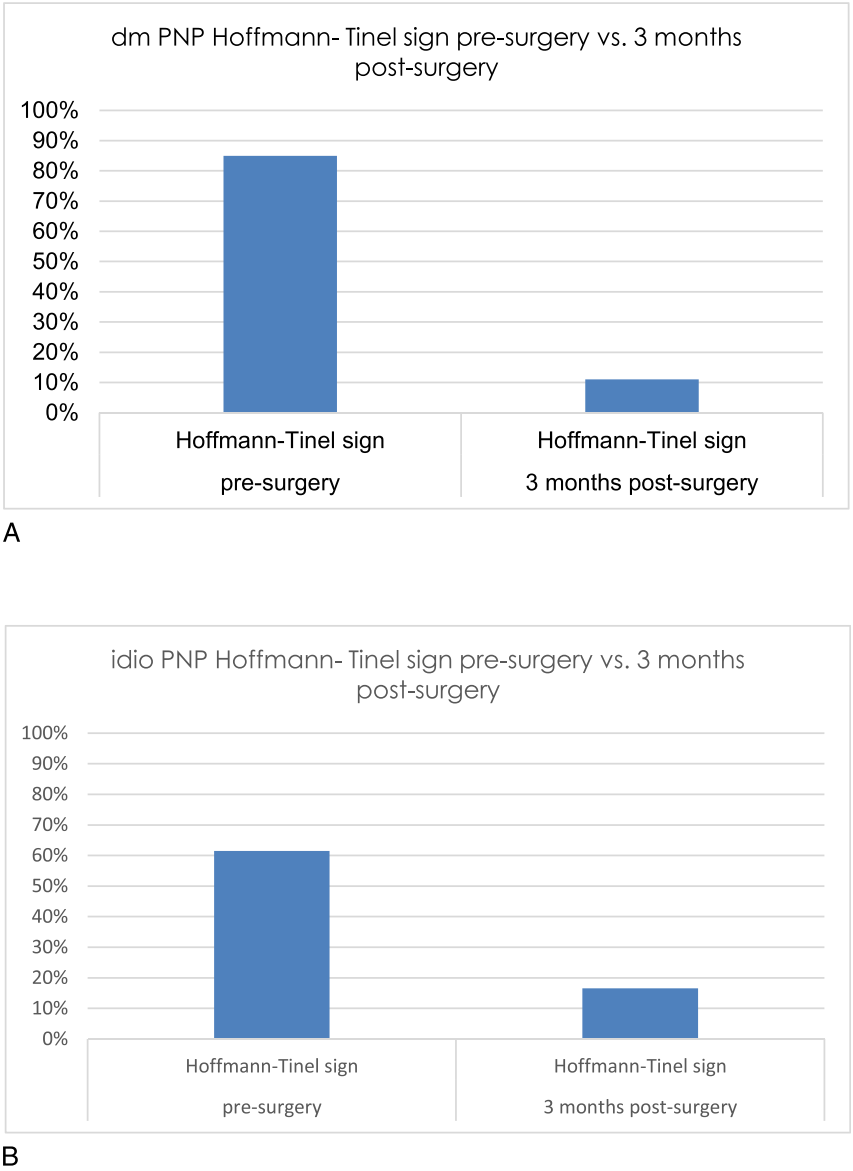 dm PNP Hoffmann- Tinel sign pre-surgery vs. 3 months
post-surgery
100%
90%
80%
70%
60%
50%
40%
30%
20%
10%
0%
Hoffmann-Tinel sign
Hoffmann-Tinel sign
pre-surgery
3 months post-surgery
A
idio PNP Hoffmann- Tinel sign pre-surgery vs. 3 months
post-surgery
100%
90%
80%
70%
60%
50%
40%
30%
20%
10%
0%
Hoffmann-Tinel sign
Hoffmann-Tinel sign
pre-surgery
3 months post-surgery
B